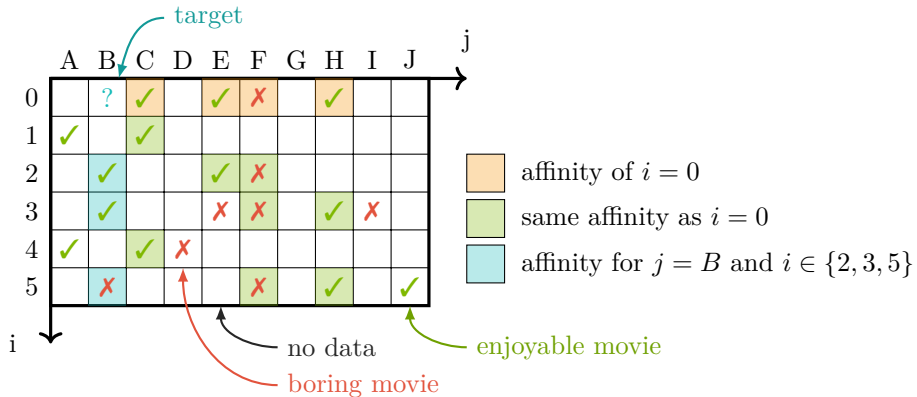 target
j
A B C D E F G H I J
0 ? ✓ ✓ ✗ ✓
1 ✓ ✓
2 ✓ ✓ ✗
3 ✓ ✗ ✗ ✓ ✗
4 ✓ ✓ ✗
5 ✗ ✗ ✓ ✓
i
affinity of i = 0
same affinity as i = 0
affinity for j = B and i ∈ {2, 3, 5}
no data
enjoyable movie
boring movie